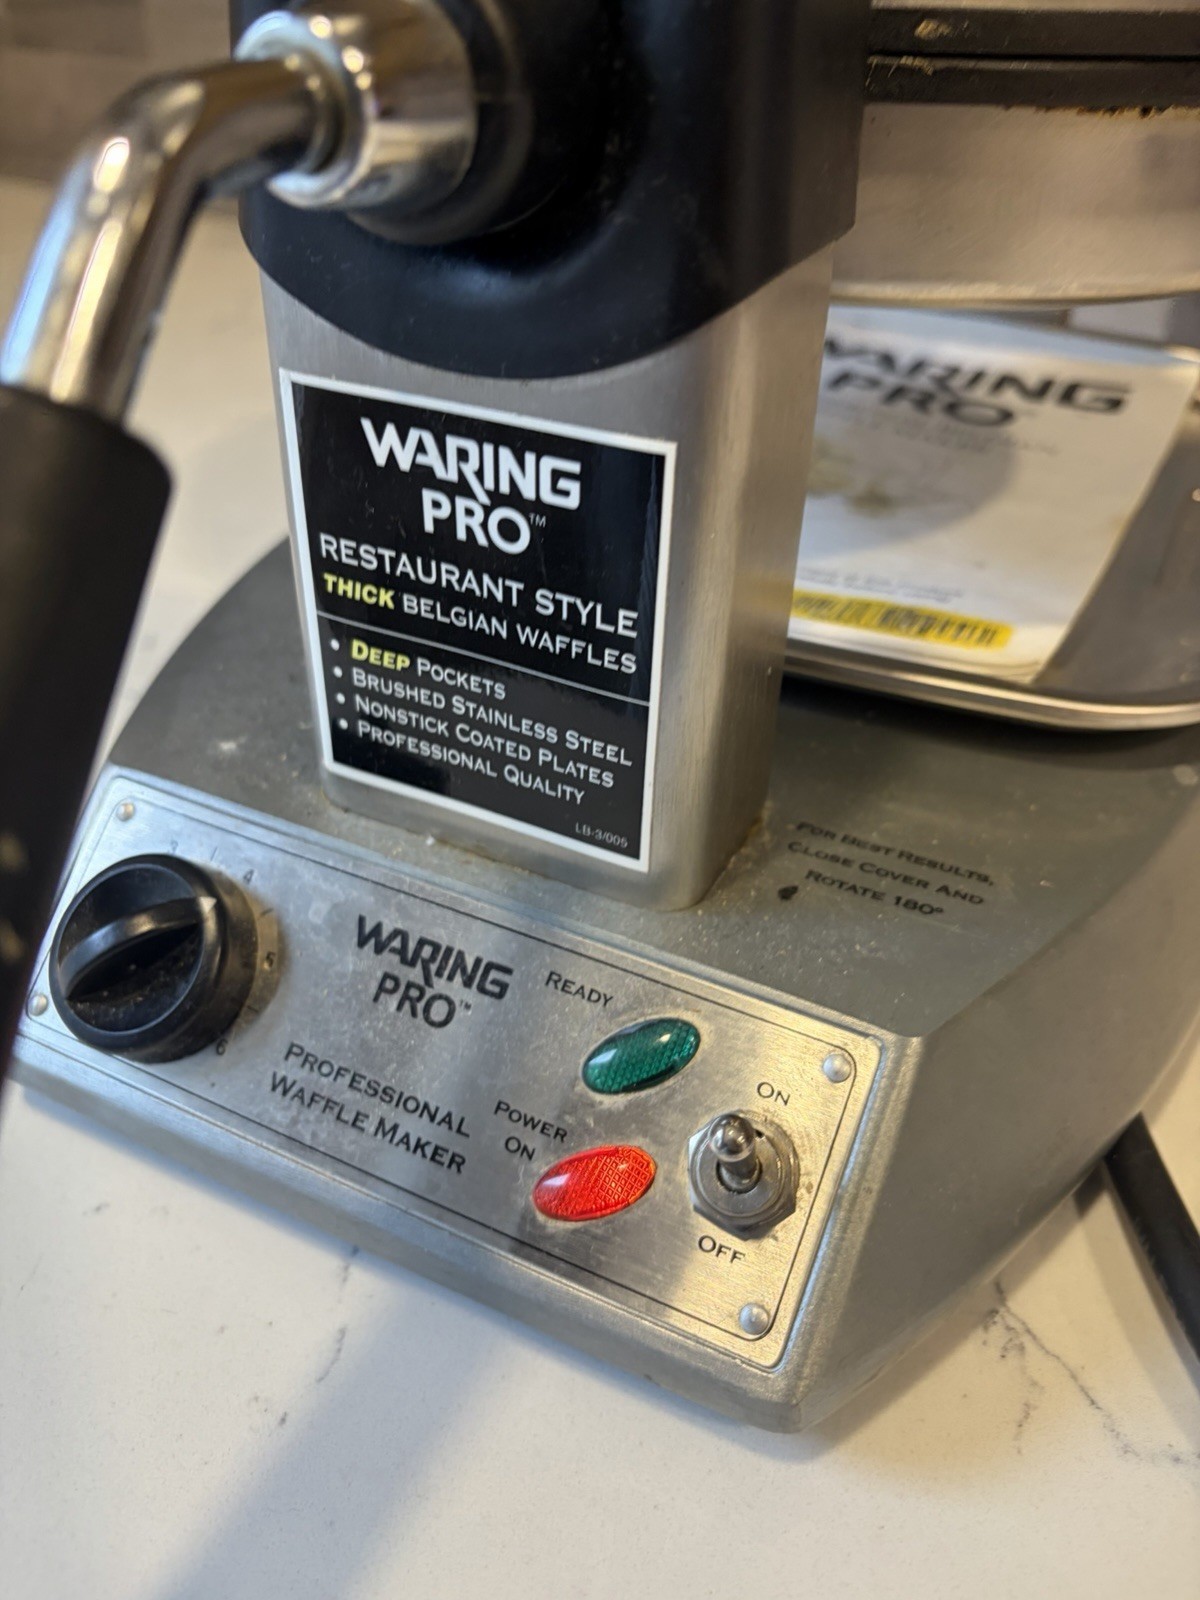 WARING
PRO™
RESTAURANT STYLE
THICK BELGIAN WAFFLES
• DEEP POCKETS
• BRUSHED STAINLESS STEEL
• NONSTICK COATED PLATES
• PROFESSIONAL QUALITY
LB-3/005
WARING
PRO™
FOR BEST RESULTS,
CLOSE COVER AND
ROTATE 180°
3
4
5
6
WARING
PRO™
PROFESSIONAL
WAFFLE MAKER
READY
POWER
ON
ON
OFF